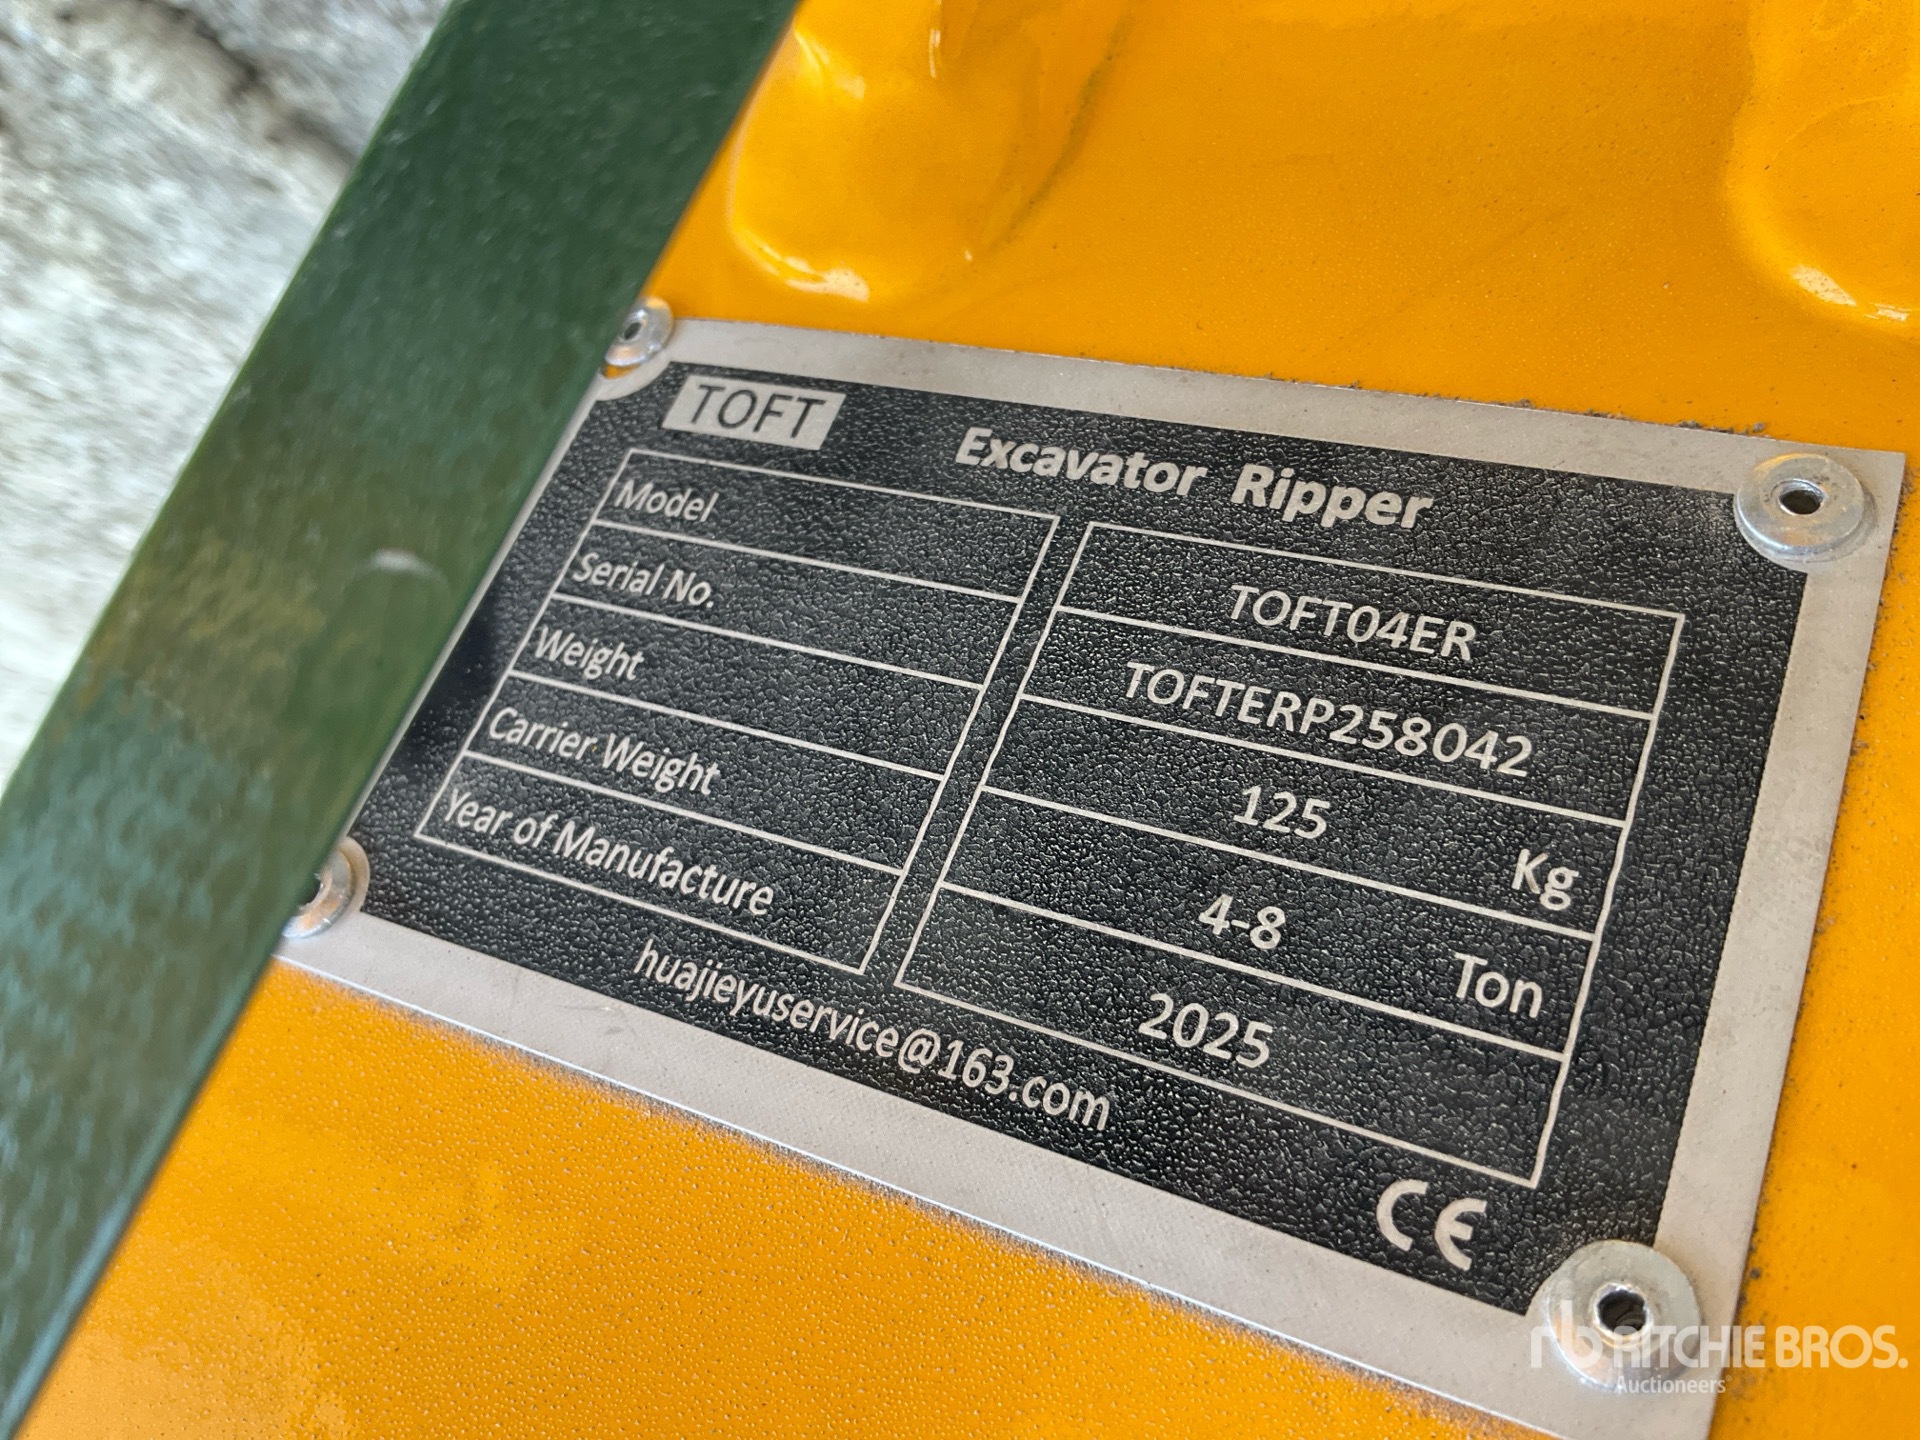 TOFT
Excavator Ripper
Model TOFT04ER
Serial No. TOFTERP258042
Weight 125 Kg
Carrier Weight 4-8 Ton
Year of Manufacture 2025
huajieyuservice@163.com
CE
rb RITCHIE BROS.
Auctioneers